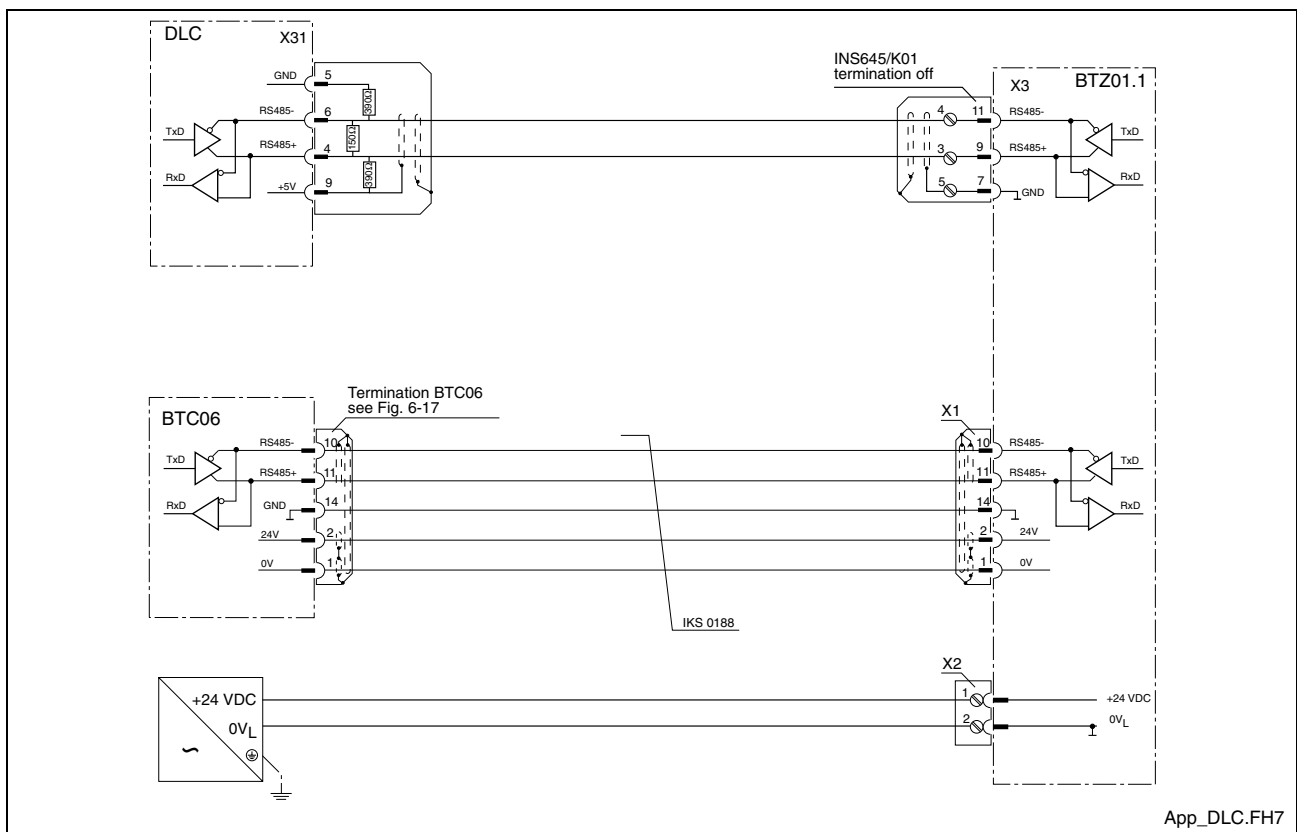 DLC
X31
GND
5
390Ω
RS485-
6
TxD
150Ω
RS485+
4
390Ω
RxD
+5V
9
INS645/K01
termination off
X3
BTZ01.1
4
11
RS485-
TxD
3
9
RS485+
RxD
5
7
GND
Termination BTC06
see Fig. 6-17
BTC06
X1
RS485-
10
10
RS485-
TxD
TxD
RS485+
11
11
RS485+
RxD
GND
14
14
RxD
24V
2
2
24V
0V
1
1
0V
IKS 0188
X2
+24 VDC
1
+24 VDC
0VL
2
0VL
~
App_DLC.FH7